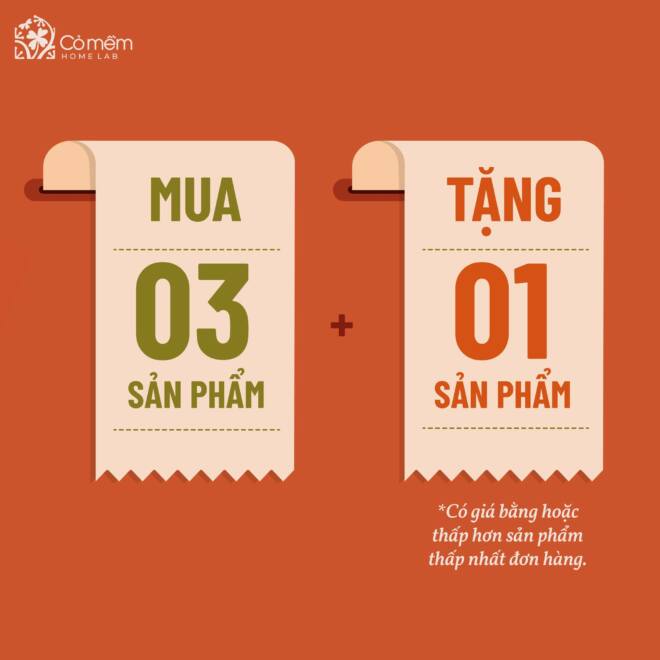 Cỏ mềm
HOME LAB
MUA
03
SẢN PHẨM
+
TẶNG
01
SẢN PHẨM
*Có giá bằng hoặc
thấp hơn sản phẩm
thấp nhất đơn hàng.